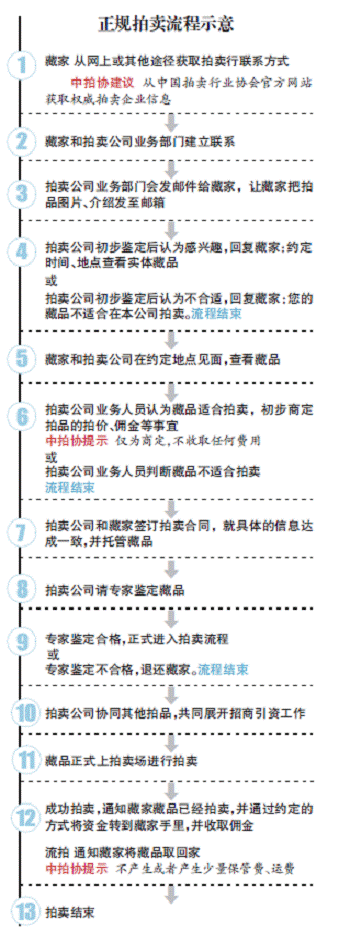 正规拍卖流程示意
1 藏家 从网上或其他途径获取拍卖行联系方式
中拍协建议 从中国拍卖行业协会官方网站
获取权威拍卖企业信息
2 藏家和拍卖公司业务部门建立联系
3 拍卖公司业务部门会发邮件给藏家，让藏家把拍
品图片、介绍发至邮箱
4 拍卖公司初步鉴定后认为感兴趣,回复藏家;约定
时间、地点查看实体藏品
或
拍卖公司初步鉴定后认为不合适,回复藏家:您的
藏品不适合在本公司拍卖。流程结束
5 藏家和拍卖公司在约定地点见面,查看藏品
6 拍卖公司业务人员认为藏品适合拍卖，初步商定
拍品的拍价、佣金等事宜
中拍协提示 仅为商定,不收取任何费用
或
拍卖公司业务人员判断藏品不适合拍卖
流程结束
7 拍卖公司和藏家签订拍卖合同，就具体的信息达
成一致,并托管藏品
8 拍卖公司请专家鉴定藏品
9 专家鉴定合格,正式进入拍卖流程
或
专家鉴定不合格,退还藏家。流程结束
10 拍卖公司协同其他拍品,共同展开招商引资工作
11 藏品正式上拍卖场进行拍卖
12 成功拍卖,通知藏家藏品已经拍卖,并通过约定的
方式将资金转到藏家手里,并收取佣金
流拍 通知藏家将藏品取回家
中拍协提示 不产生或者产生少量保管费、运费
13 拍卖结束